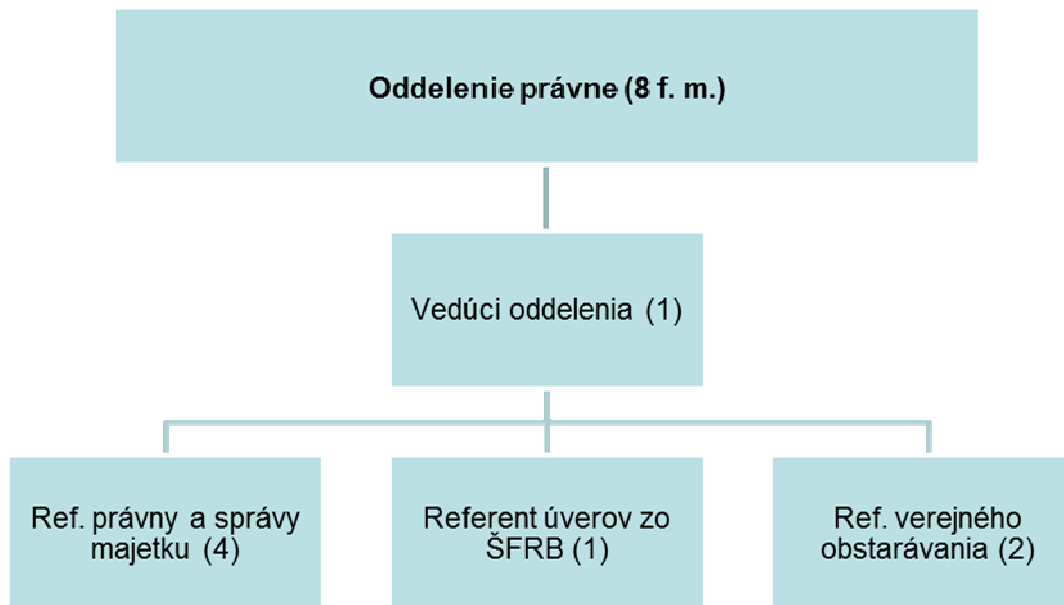 Oddelenie právne (8 f. m.)
Vedúci oddelenia (1)
Ref. právny a správy
majetku (4)
Referent úverov zo
ŠFRB (1)
Ref. verejného
obstarávania (2)